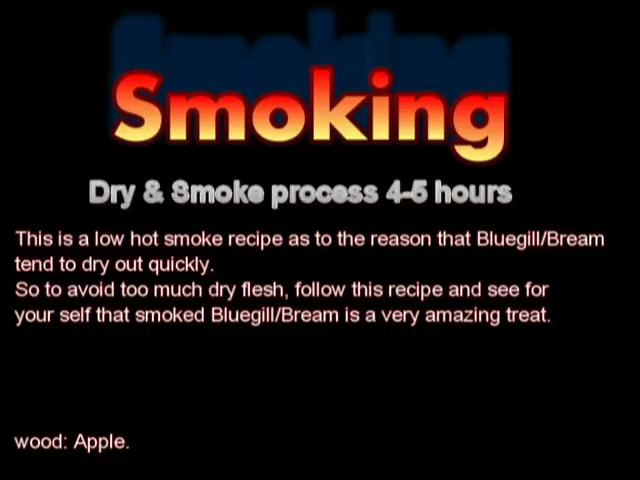 Smoking
Dry & Smoke process 4-5 hours
This is a low hot smoke recipe as to the reason that Bluegill/Bream
tend to dry out quickly.
So to avoid too much dry flesh, follow this recipe and see for
your self that smoked Bluegill/Bream is a very amazing treat.
wood: Apple.